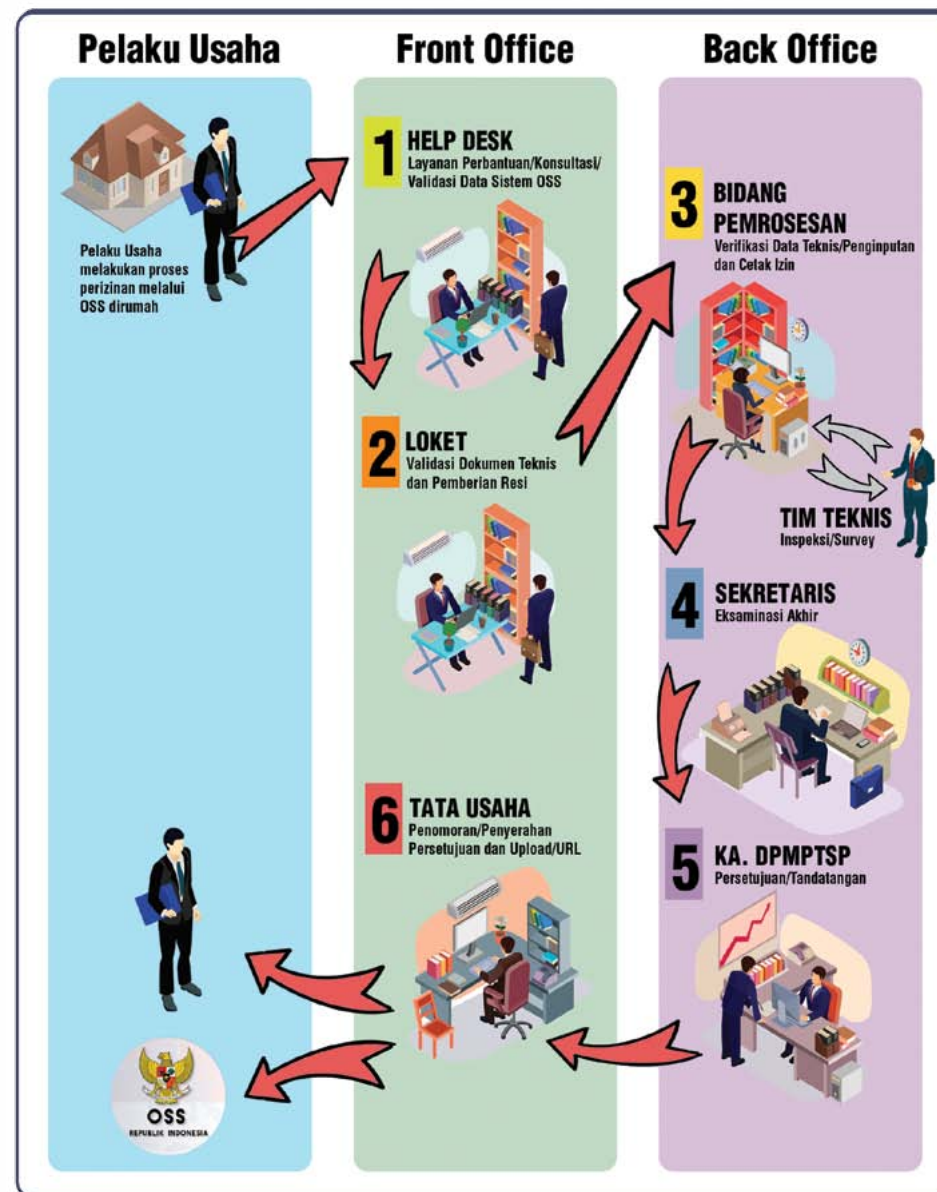 Pelaku Usaha
Front Office
Back Office
Pelaku Usaha
melakukan proses
perizinan melalui
OSS dirumah
1
HELP DESK
Layanan Perbantuan/Konsultasi/
Validasi Data Sistem OSS
2
LOKET
Validasi Dokumen Teknis
dan Pemberian Resi
3
BIDANG
PEMROSESAN
Verifikasi Data Teknis/Penginputan
dan Cetak Izin
TIM TEKNIS
Inspeksi/Survey
4
SEKRETARIS
Eksaminasi Akhir
5
KA. DPMPTSP
Persetujuan/Tandatangan
6
TATA USAHA
Penomoran/Penyerahan
Persetujuan dan Upload/URL
OSS
REPUBLIK INDONESIA